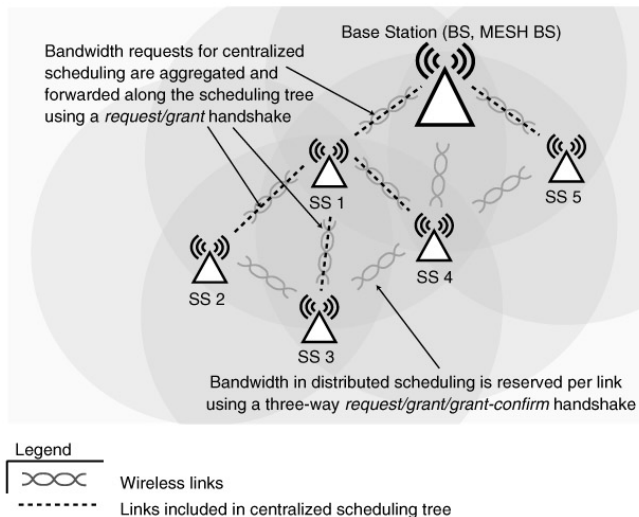 Base Station (BS, MESH BS)
Bandwidth requests for centralized
scheduling are aggregated and
forwarded along the scheduling tree
using a request/grant handshake
SS 1
SS 5
SS 2
SS 4
SS 3
Bandwidth in distributed scheduling is reserved per link
using a three-way request/grant/grant-confirm handshake
Legend
Wireless links
Links included in centralized scheduling tree